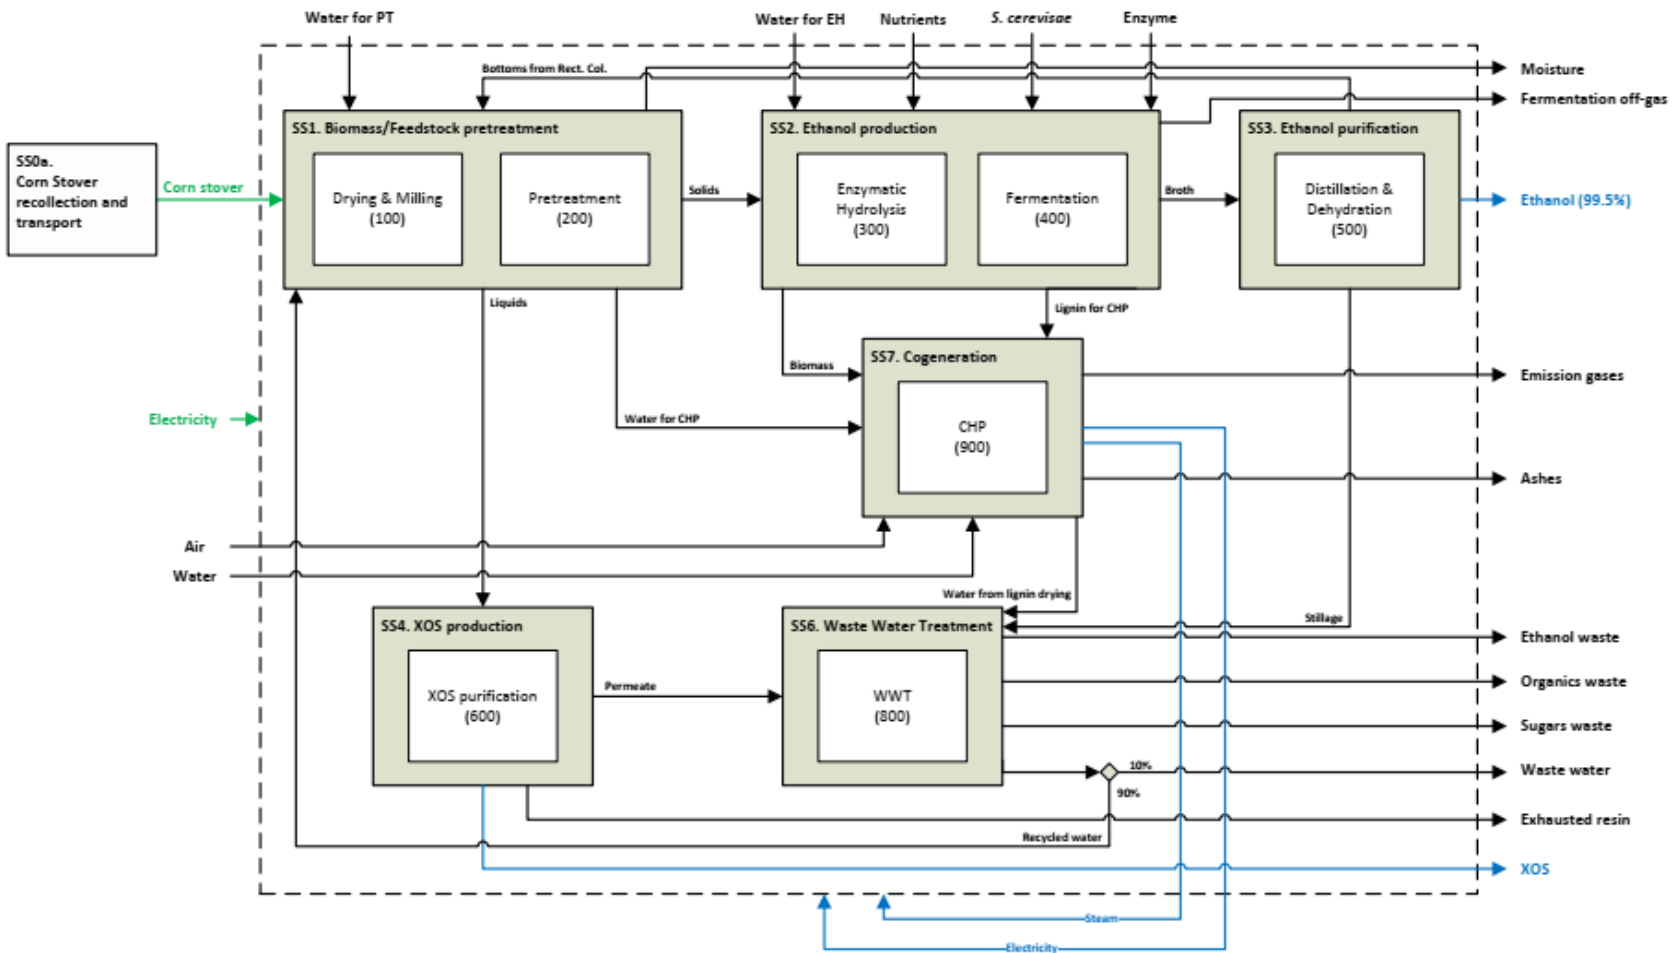 Water for PT
Water for EH
Nutrients
S. cerevisae
Enzyme
Bottoms from Rect. Col.
Moisture
Fermentation off-gas
SS0a.
Corn Stover
recollection and
transport
Corn stover
SS1. Biomass/Feedstock pretreatment
Drying & Milling
(100)
Pretreatment
(200)
Solids
SS2. Ethanol production
Enzymatic
Hydrolysis
(300)
Fermentation
(400)
Broth
SS3. Ethanol purification
Distillation &
Dehydration
(500)
Ethanol (99.5%)
Liquids
Lignin for CHP
Biomass
SS7. Cogeneration
CHP
(900)
Emission gases
Electricity
Water for CHP
Ashes
Air
Water
Water from lignin drying
Stillage
SS4. XOS production
XOS purification
(600)
Permeate
SS6. Waste Water Treatment
WWT
(800)
Ethanol waste
Organics waste
Sugars waste
10%
Waste water
90%
Exhausted resin
Recycled water
XOS
Steam
Electricity